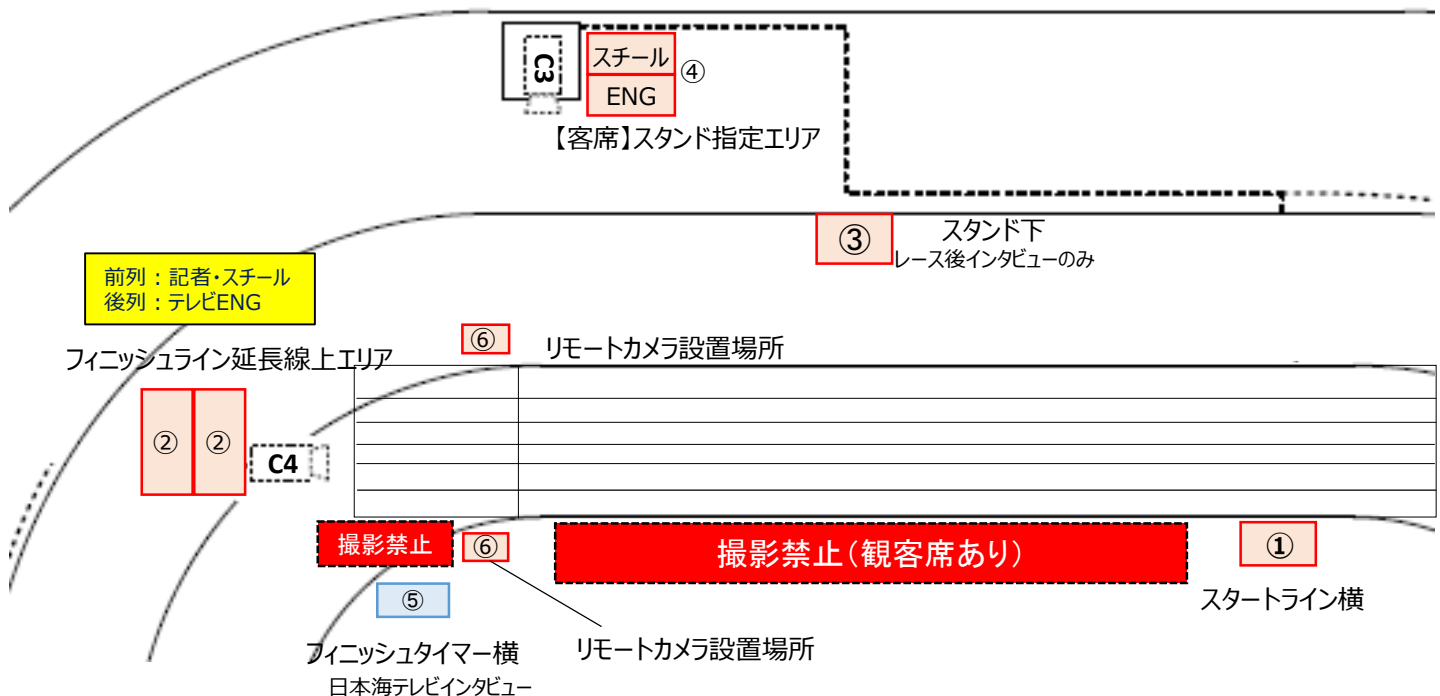 C3
スチール
ENG
④
【客席】スタンド指定エリア
③
スタンド下
レース後インタビューのみ
前列：記者・スチール
後列：テレビENG
フィニッシュライン延長線上エリア
⑥
リモートカメラ設置場所
②
②
C4
撮影禁止
⑥
撮影禁止（観客席あり）
①
スタートライン横
⑤
フィニッシュタイマー横
日本海テレビインタビュー
リモートカメラ設置場所